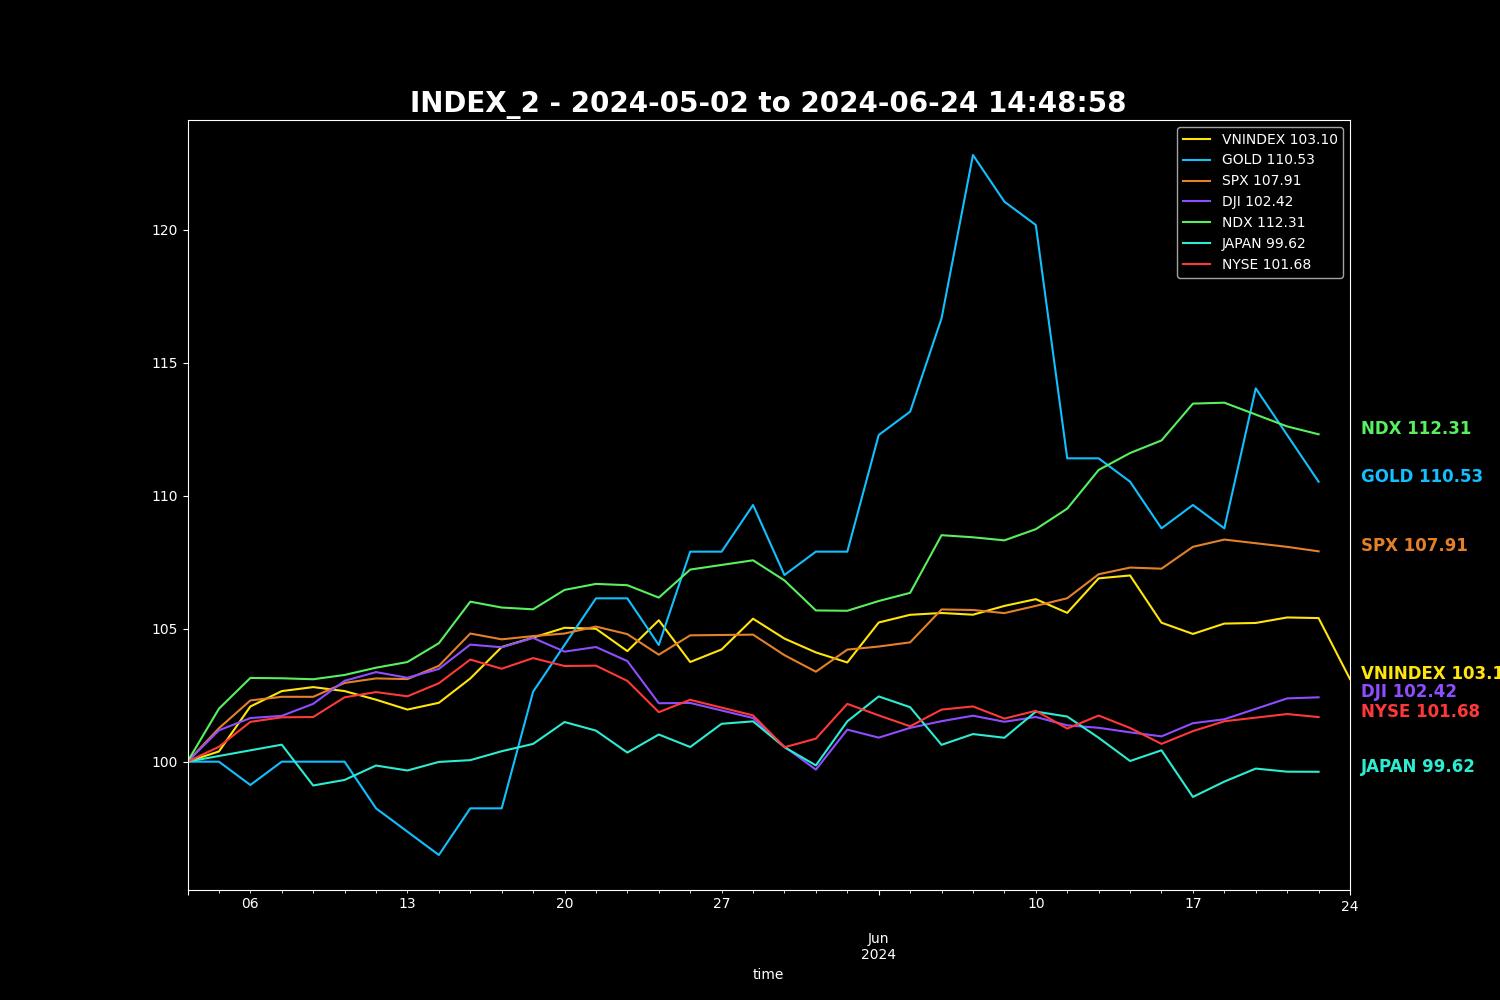 INDEX_2 - 2024-05-02 to 2024-06-24 14:48:58
VNINDEX 103.10
GOLD 110.53
SPX 107.91
DJI 102.42
NDX 112.31
JAPAN 99.62
NYSE 101.68
120
115
110
105
100
NDX 112.31
GOLD 110.53
SPX 107.91
VNINDEX 103.1
DJI 102.42
NYSE 101.68
JAPAN 99.62
06 13 20 27 10 17 24
Jun
2024
time